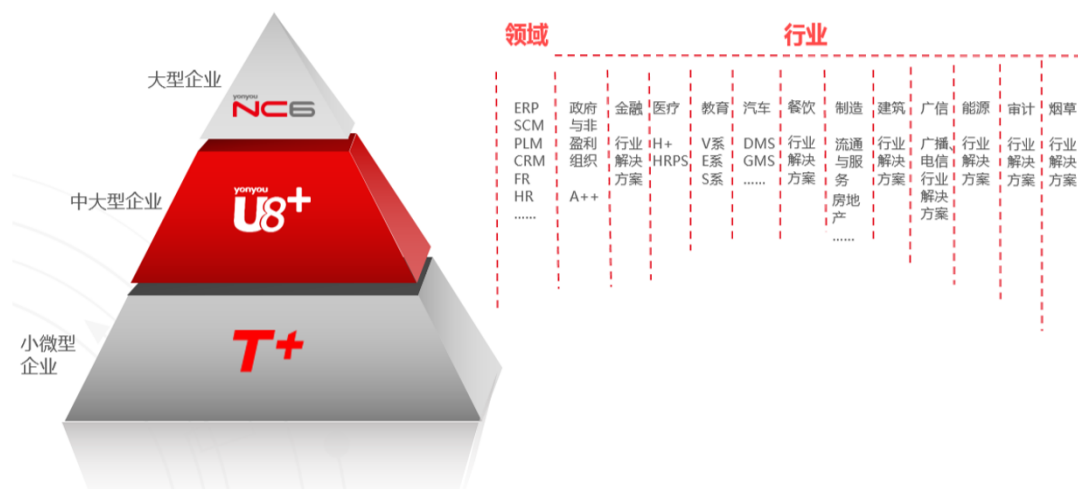 大型企业
yonyou
NC6
中大型企业
yonyou
U8+
小微型
企业
T+
领域
行业
ERP
SCM
PLM
CRM
FR
HR
……
政府
与非
盈利
组织
A++
金融
行业
解决
方案
医疗
H+
HRPS
教育
V系
E系
S系
汽车
DMS
GMS
……
餐饮
行业
解决
方案
制造
流通
与服
务
房地
产
……
建筑
行业
解决
方案
广信
广播、
电信
行业
解决
方案
能源
行业
解决
方案
审计
行业
解决
方案
烟草
行业
解决
方案